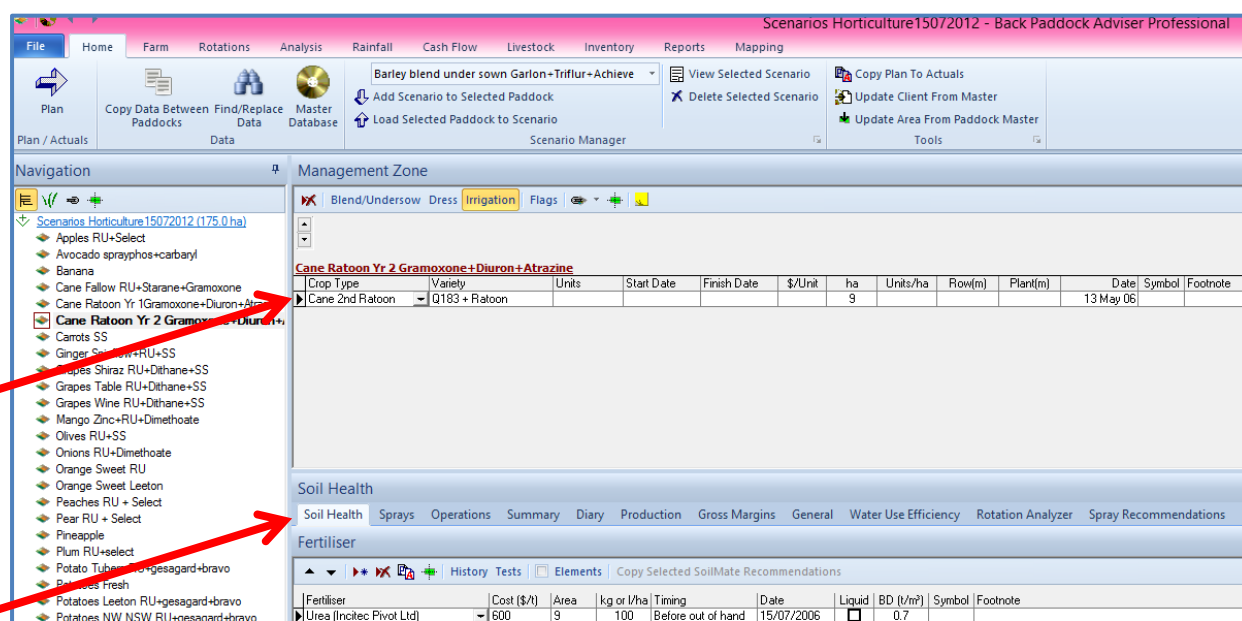 Scenarios Horticulture15072012 - Back Paddock Adviser Professional
File Home Farm Rotations Analysis Rainfall Cash Flow Livestock Inventory Reports Mapping
Barley blend under sown Garlon+Triflur+Achieve View Selected Scenario Copy Plan To Actuals
Add Scenario to Selected Paddock Delete Selected Scenario Update Client From Master
Plan Copy Data Between Find/Replace Master
Paddocks Data Database Load Selected Paddock to Scenario Update Area From Paddock Master
Plan / Actuals Data Scenario Manager Tools
Navigation Management Zone
Blend/Undersow Dress Irrigation Flags
Scenarios Horticulture15072012 (175.0 ha)
Apples RU+Select
Avocado sprayphos+carbaryl
Banana
Cane Fallow RU+Starane+Gramoxone
Cane Ratoon Yr 1Gramoxone+Diuron+
Cane Ratoon Yr 2
Carrots SS
Ginger
Shiraz RU+Dithane+SS
Grapes Table RU+Dithane+SS
Grapes Wine RU+Dithane+SS
Mango Zinc+RU+Dimethoate
Olives RU+SS
Onions RU+Dimethoate
Orange Sweet RU
Orange Sweet Leeton
Peaches RU + Select
Pear RU + Select
Pineapple
Plum RU+select
Potato
Fresh
Potatoes Leeton RU+gesagard+bravo
Potatoes NW NSW RU+gesagard+bravo
Cane Ratoon Yr 2 Gramoxone+Diuron+Atrazine
Crop Type Variety Units Start Date Finish Date $/Unit ha Units/ha Row(m) Plant(m) Date Symbol Footnote
Cane 2nd Ratoon Q183 + Ratoon 9 13 May 06
Soil Health
Soil Health Sprays Operations Summary Diary Production Gross Margins General Water Use Efficiency Rotation Analyzer Spray Recommendations
Fertiliser
History Tests Elements Copy Selected SoilMate Recommendations
Fertiliser Cost ($/t) Area kg or l/ha Timing Date Liquid BD (t/m³) Symbol Footnote
Urea (Incitec Pivot Ltd) 600 9 100 Before out of hand 15/07/2006 0.7